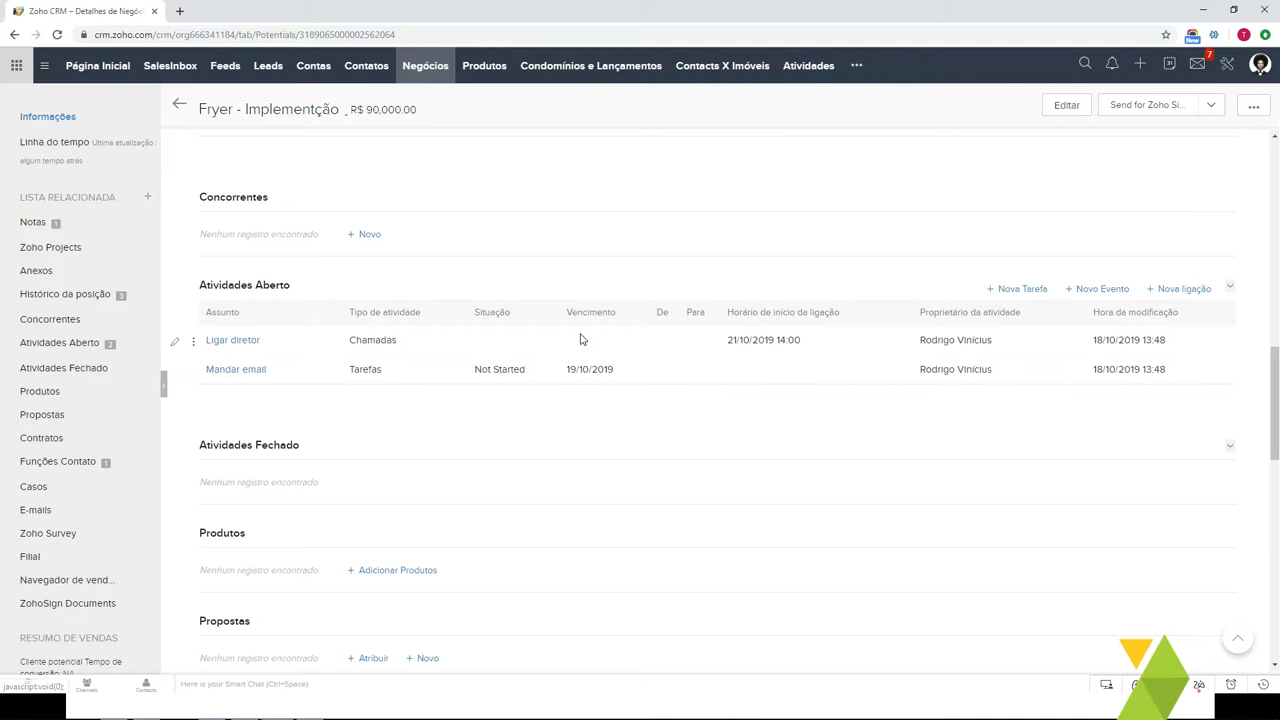 Zoho CRM - Detalhes de Negóci
crm.zoho.com/crm/org666341184/tab/Potentials/3189065000002562064
New
T
Página Inicial SalesInbox Feeds Leads Contas Contatos Negócios Produtos Condomínios e Lançamentos Contacts X Imóveis Atividades
7
Fryer - Implementção - R$ 90,000.00
Editar
Send for Zoho Si...
Informações
Linha do tempo Última atualização :
algum tempo atrás
LISTA RELACIONADA
Notas 1
Zoho Projects
Anexos
Histórico da posição 3
Concorrentes
Atividades Aberto 2
Atividades Fechado
Produtos
Propostas
Contratos
Funções Contato 1
Casos
E-mails
Zoho Survey
Filial
Navegador de vend...
ZohoSign Documents
RESUMO DE VENDAS
Cliente potencial Tempo de
conversão: NA
Concorrentes
Nenhum registro encontrado + Novo
Atividades Aberto
+ Nova Tarefa + Novo Evento + Nova ligação
Assunto Tipo de atividade Situação Vencimento De Para Horário de início da ligação Proprietário da atividade Hora da modificação
Ligar diretor Chamadas 21/10/2019 14:00 Rodrigo Vinícius 18/10/2019 13:48
Mandar email Tarefas Not Started 19/10/2019 Rodrigo Vinícius 18/10/2019 13:48
Atividades Fechado
Nenhum registro encontrado
Produtos
Nenhum registro encontrado + Adicionar Produtos
Propostas
Nenhum registro encontrado + Atribuir + Novo
javascript:void(0);
Channels
Contacts
Here is your Smart Chat (Ctrl+Space)